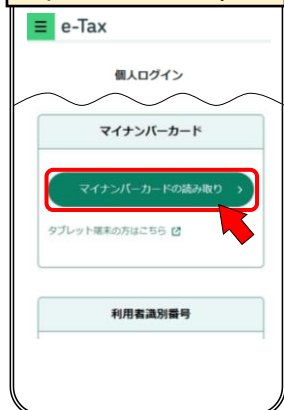 e-Tax
個人ログイン
マイナンバーカード
マイナンバーカードの読み取り
タブレット端末の方はこちら
利用者識別番号